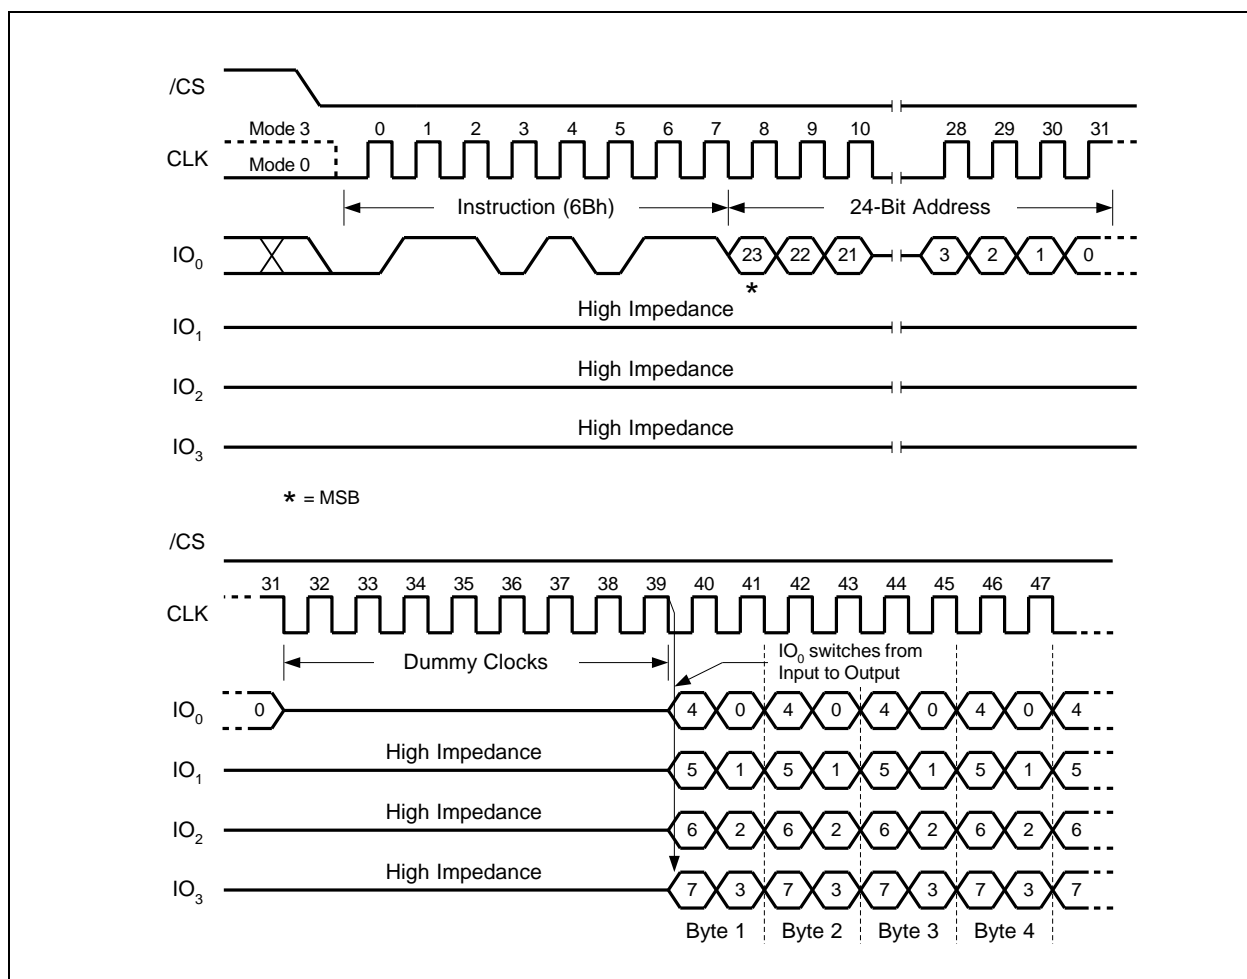 /CS
Mode 3 0 1 2 3 4 5 6 7 8 9 10 28 29 30 31
CLK
Mode 0
Instruction (6Bh) 24-Bit Address
IO0 23 22 21 3 2 1 0
*
High Impedance
IO1
High Impedance
IO2
High Impedance
IO3
* = MSB
/CS
31 32 33 34 35 36 37 38 39 40 41 42 43 44 45 46 47
CLK
Dummy Clocks
IO0 switches from
Input to Output
IO0 0 4 0 4 0 4 0 4 0 4
High Impedance
IO1 5 1 5 1 5 1 5 1 5
High Impedance
IO2 6 2 6 2 6 2 6 2 6
High Impedance
IO3 7 3 7 3 7 3 7 3 7
Byte 1 Byte 2 Byte 3 Byte 4